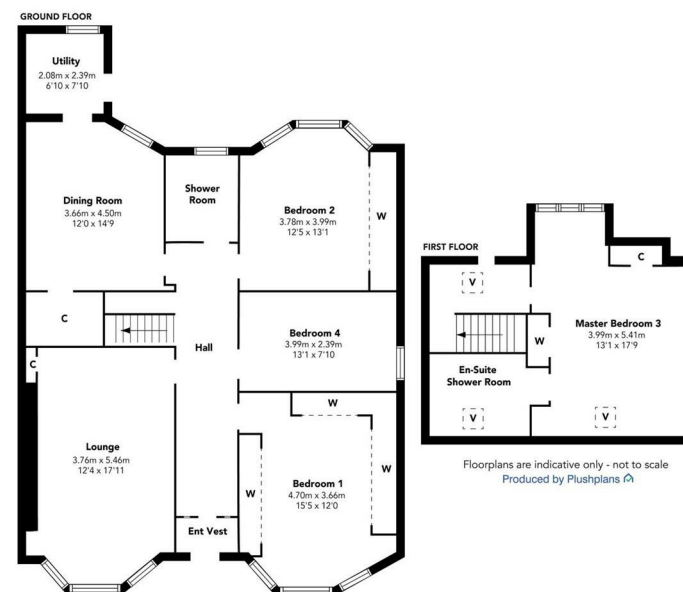 GROUND FLOOR
Utility
2.08m x 2.39m
6'10 x 7'10
Dining Room
3.66m x 4.50m
12'0 x 14'9
Shower
Room
Bedroom 2
3.78m x 3.99m
12'5 x 13'1
W
C
Hall
Bedroom 4
3.99m x 2.39m
13'1 x 7'10
C
Lounge
3.76m x 5.46m
12'4 x 17'11
W
W
W
Bedroom 1
4.70m x 3.66m
15'5 x 12'0
Ent Vest
FIRST FLOOR
C
V
Master Bedroom 3
3.99m x 5.41m
13'1 x 17'9
W
En-Suite
Shower Room
V
V
Floorplans are indicative only - not to scale
Produced by Plushplans